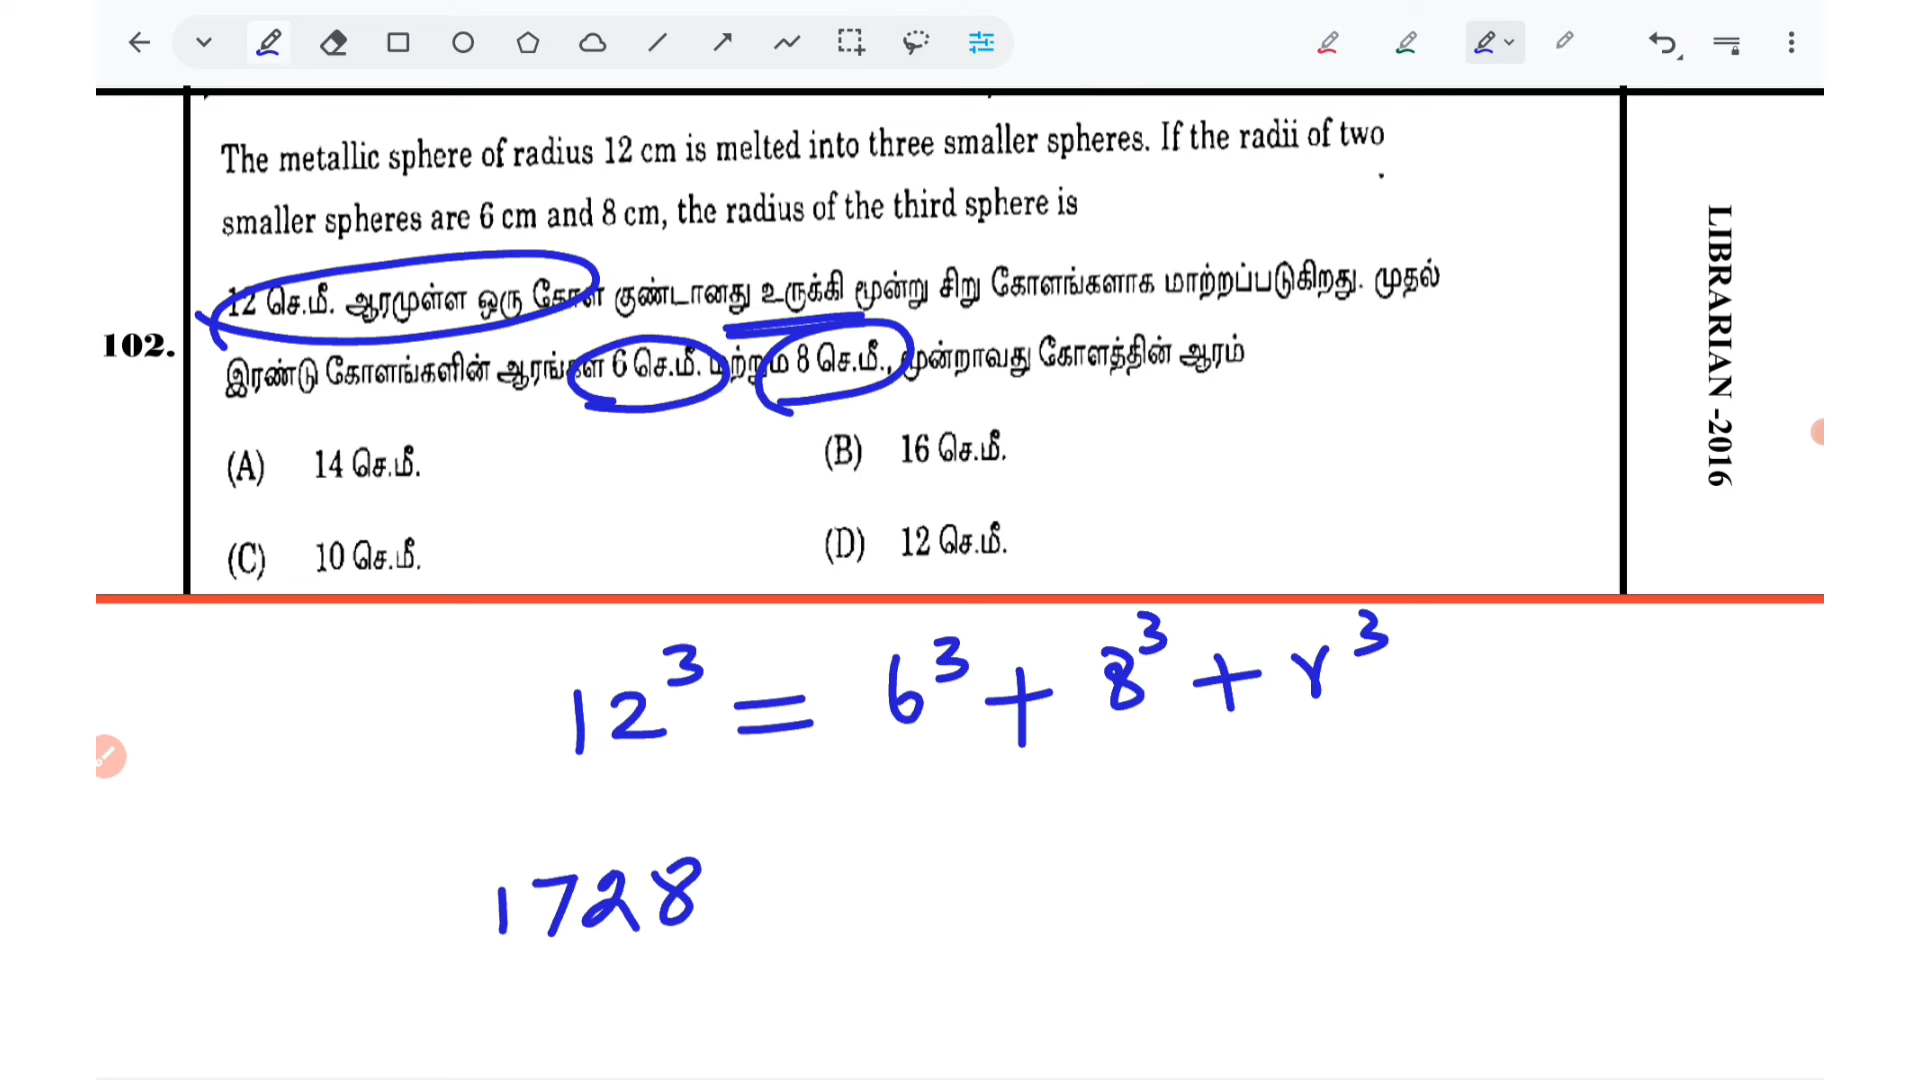 The metallic sphere of radius 12 cm is melted into three smaller spheres. If the radii of two
smaller spheres are 6 cm and 8 cm, the radius of the third sphere is
12 செ.மீ. ஆரமுள்ள ஒரு கோள குண்டானது உருக்கி மூன்று சிறு கோளங்களாக மாற்றப்படுகிறது. முதல்
102.
இரண்டு கோளங்களின் ஆரங்கள் 6 செ.மீ. மற்றும் 8 செ.மீ., மூன்றாவது கோளத்தின் ஆரம்
(A) 14 செ.மீ.
(B) 16 செ.மீ.
(C) 10 செ.மீ.
(D) 12 செ.மீ.
LIBRARIAN -2016
12³ = 6³ + 8³ + r³
1728